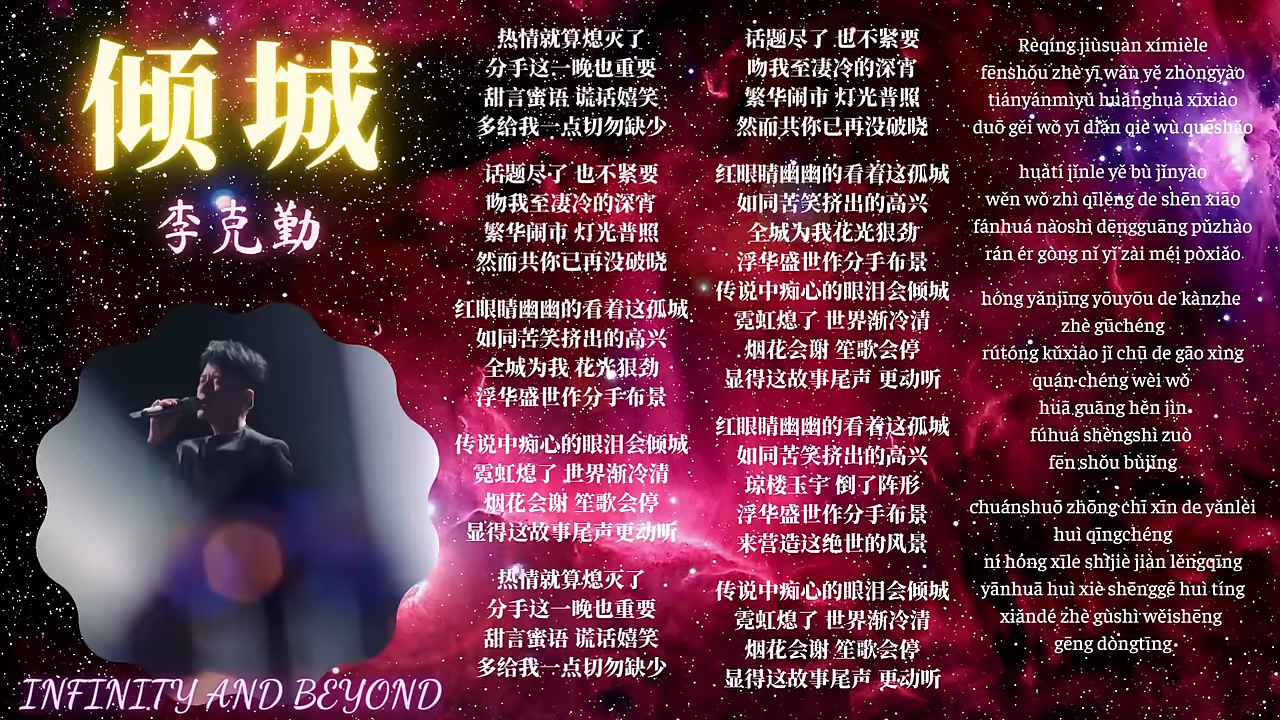 倾城
李克勤
INFINITY AND BEYOND
热情就算熄灭了
分手这一晚也重要
甜言蜜语 谎话嬉笑
多给我一点切勿缺少
话题尽了 也不紧要
吻我至凄冷的深宵
繁华闹市 灯光普照
然而共你已再没破晓
红眼睛幽幽的看着这孤城
如同苦笑挤出的高兴
全城为我 花光狠劲
浮华盛世作分手布景
传说中痴心的眼泪会倾城
霓虹熄了 世界渐冷清
烟花会谢 笙歌会停
显得这故事尾声更动听
热情就算熄灭了
分手这一晚也重要
甜言蜜语 谎话嬉笑
多给我一点切勿缺少
话题尽了 也不紧要
吻我至凄冷的深宵
繁华闹市 灯光普照
然而共你已再没破晓
红眼睛幽幽的看着这孤城
如同苦笑挤出的高兴
全城为我花光狠劲
浮华盛世作分手布景
传说中痴心的眼泪会倾城
霓虹熄了 世界渐冷清
烟花会谢 笙歌会停
显得这故事尾声 更动听
红眼睛幽幽的看着这孤城
如同苦笑挤出的高兴
琼楼玉宇 倒了阵形
浮华盛世作分手布景
来营造这绝世的风景
传说中痴心的眼泪会倾城
霓虹熄了 世界渐冷清
烟花会谢 笙歌会停
显得这故事尾声 更动听
Rèqíng jiùsuàn xímièle
fēnshǒu zhè yī wǎn yě zhòngyào
tiányánmìyǔ huǎnghuà xīxiào
duō gěi wǒ yī diǎn qiè wù quēshǎo
huàtí jǐnle yě bù jǐnyào
wěn wǒ zhì qīlěng de shēn xiāo
fánhuá nàoshì dēngguāng pǔzhào
rán ér gòng nǐ yǐ zài méi pòxiǎo
hóng yǎnjīng yōuyōu de kànzhe
zhè gūchéng
rútóng kǔxiào jǐ chū de gāo xìng
quán chéng wèi wǒ
huā guāng hěn jìn
fúhuá shèngshì zuò
fēn shǒu bùjǐng
chuánshuō zhōng chī xīn de yǎnlèi
huì qīngchéng
ní hóng xīle shìjiè jiàn lěngqīng
yānhuā huì xiè shēnggē huì tíng
xiǎndé zhè gùshì wěishēng
gēng dòngtīng